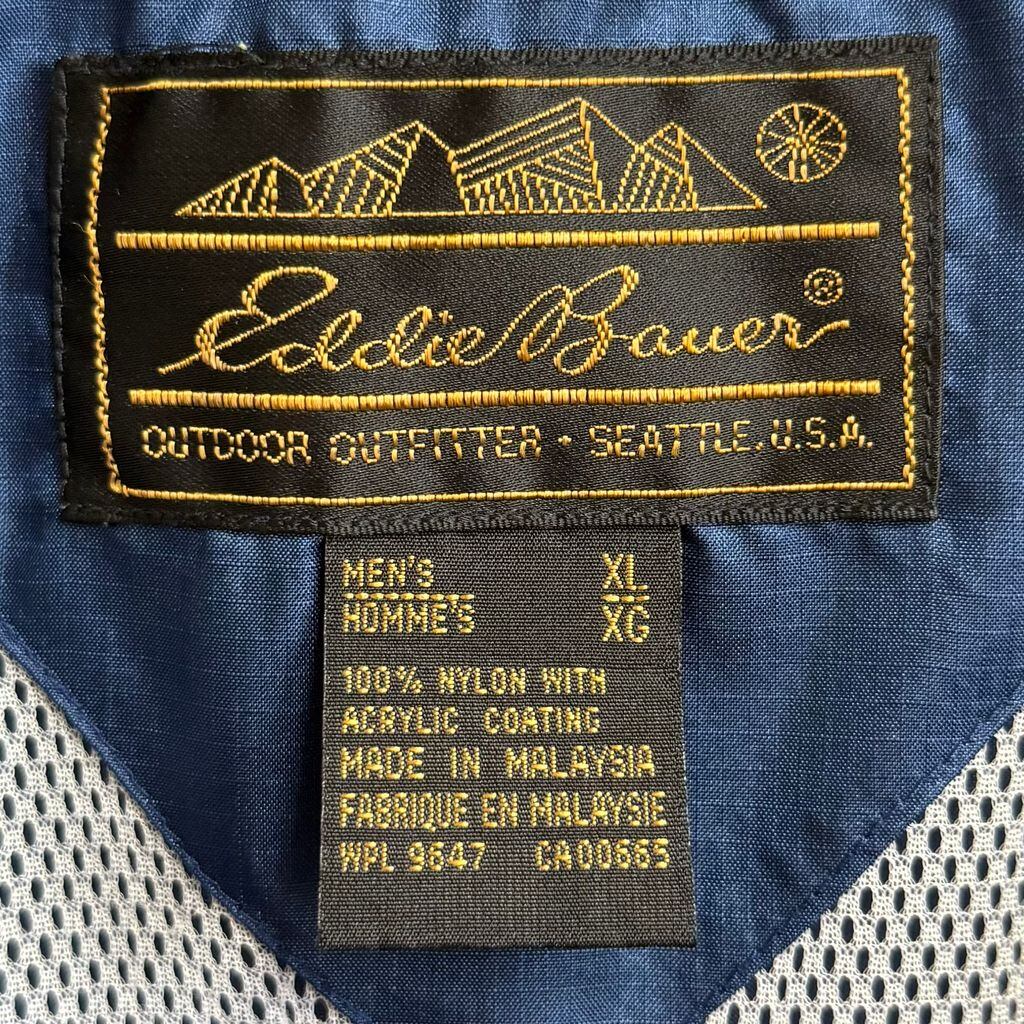 Eddie Bauer ®
OUTDOOR OUTFITTER • SEATTLE, U.S.A.
MEN'S XL
HOMME'S XG
100% NYLON WITH
ACRYLIC COATING
MADE IN MALAYSIA
FABRIQUE EN MALAYSIE
WPL 9647 CA00665